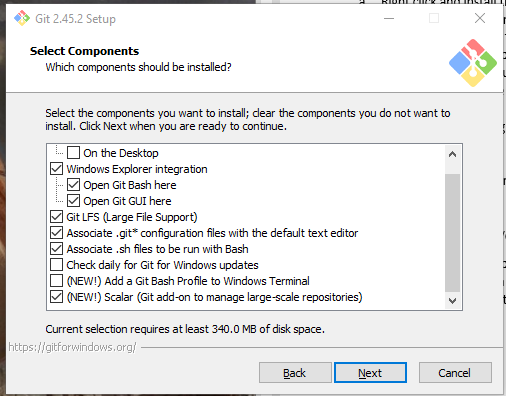 a. Right click and install (
Git 2.45.2 Setup
Select Components
Which components should be installed?
Select the components you want to install; clear the components you do not want to
install. Click Next when you are ready to continue.
On the Desktop
Windows Explorer integration
Open Git Bash here
Open Git GUI here
Git LFS (Large File Support)
Associate .git* configuration files with the default text editor
Associate .sh files to be run with Bash
Check daily for Git for Windows updates
(NEW!) Add a Git Bash Profile to Windows Terminal
(NEW!) Scalar (Git add-on to manage large-scale repositories)
Current selection requires at least 340.0 MB of disk space.
https://gitforwindows.org/
Back
Next
Cancel